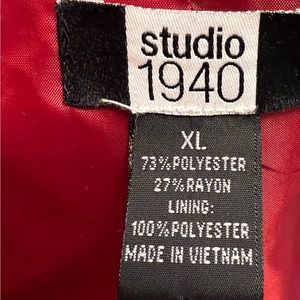 studio
1940
XL
73%POLYESTER
27%RAYON
LINING:
100%POLYESTER
MADE IN VIETNAM